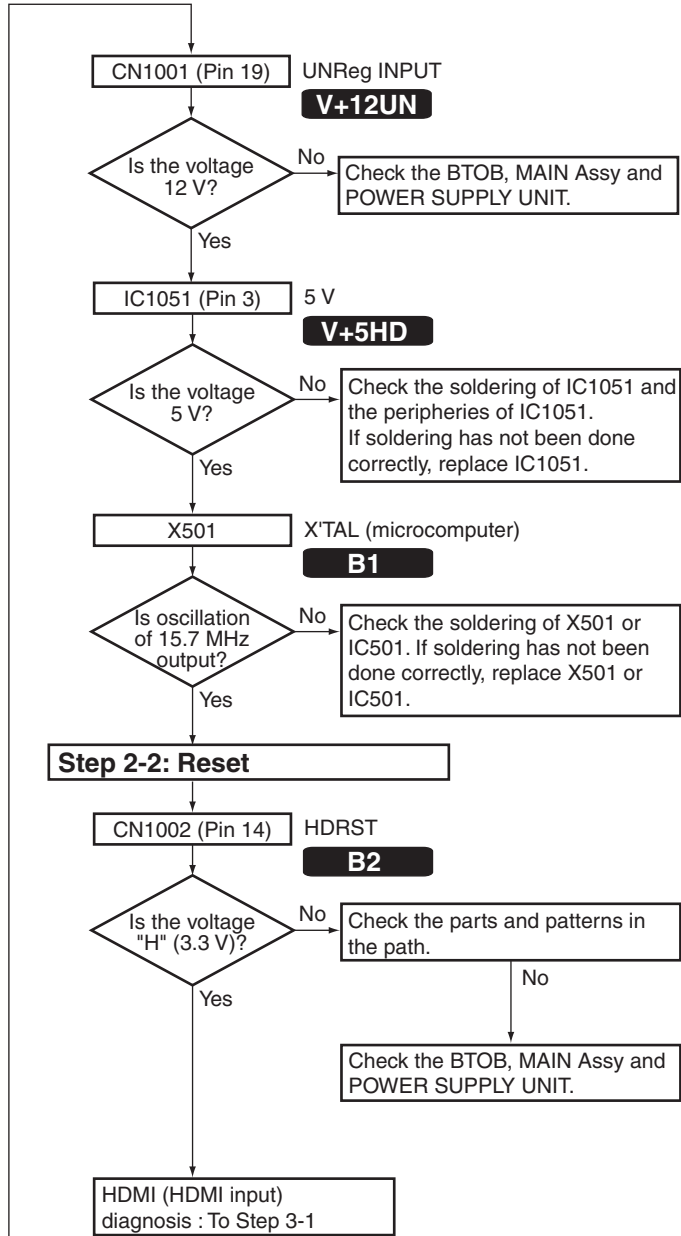 CN1001 (Pin 19)
UNReg INPUT
V+12UN
Is the voltage
12 V?
No
Check the BTOB, MAIN Assy and
POWER SUPPLY UNIT.
Yes
IC1051 (Pin 3)
5 V
V+5HD
Is the voltage
5 V?
No
Check the soldering of IC1051 and
the peripheries of IC1051.
If soldering has not been done
correctly, replace IC1051.
Yes
X501
X'TAL (microcomputer)
B1
Is oscillation
of 15.7 MHz
output?
No
Check the soldering of X501 or
IC501. If soldering has not been
done correctly, replace X501 or
IC501.
Yes
Step 2-2: Reset
CN1002 (Pin 14)
HDRST
B2
Is the voltage
"H" (3.3 V)?
No
Check the parts and patterns in
the path.
Yes
No
Check the BTOB, MAIN Assy and
POWER SUPPLY UNIT.
HDMI (HDMI input)
diagnosis : To Step 3-1